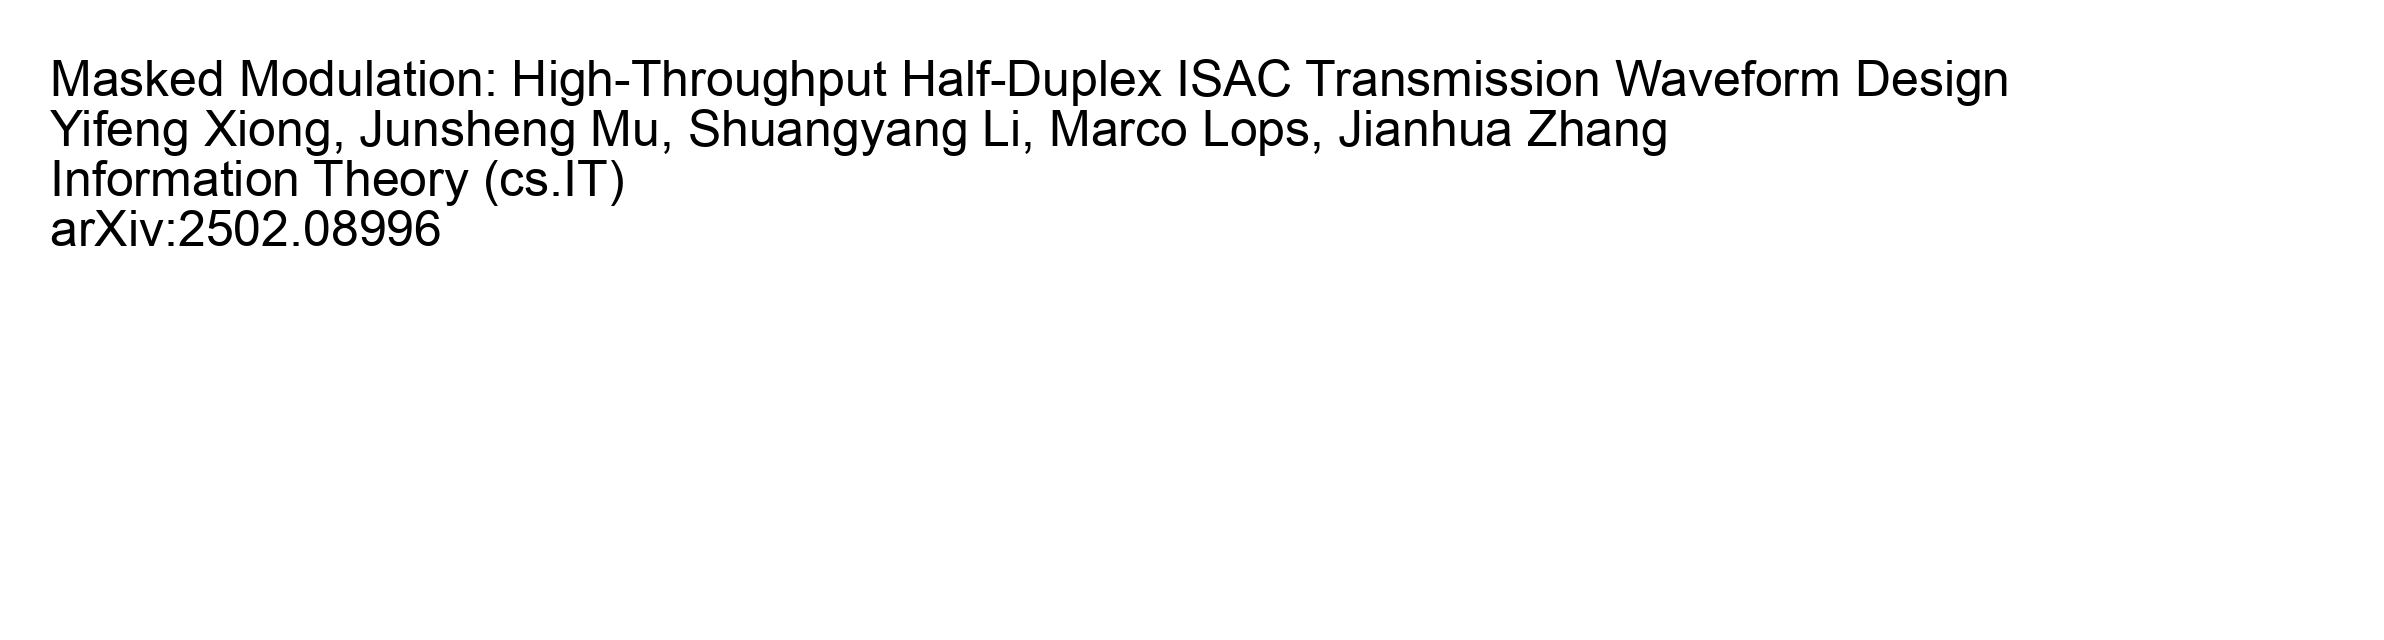 Masked Modulation: High-Throughput Half-Duplex ISAC Transmission Waveform Design
Yifeng Xiong, Junsheng Mu, Shuangyang Li, Marco Lops, Jianhua Zhang
Information Theory (cs.IT)
arXiv:2502.08996